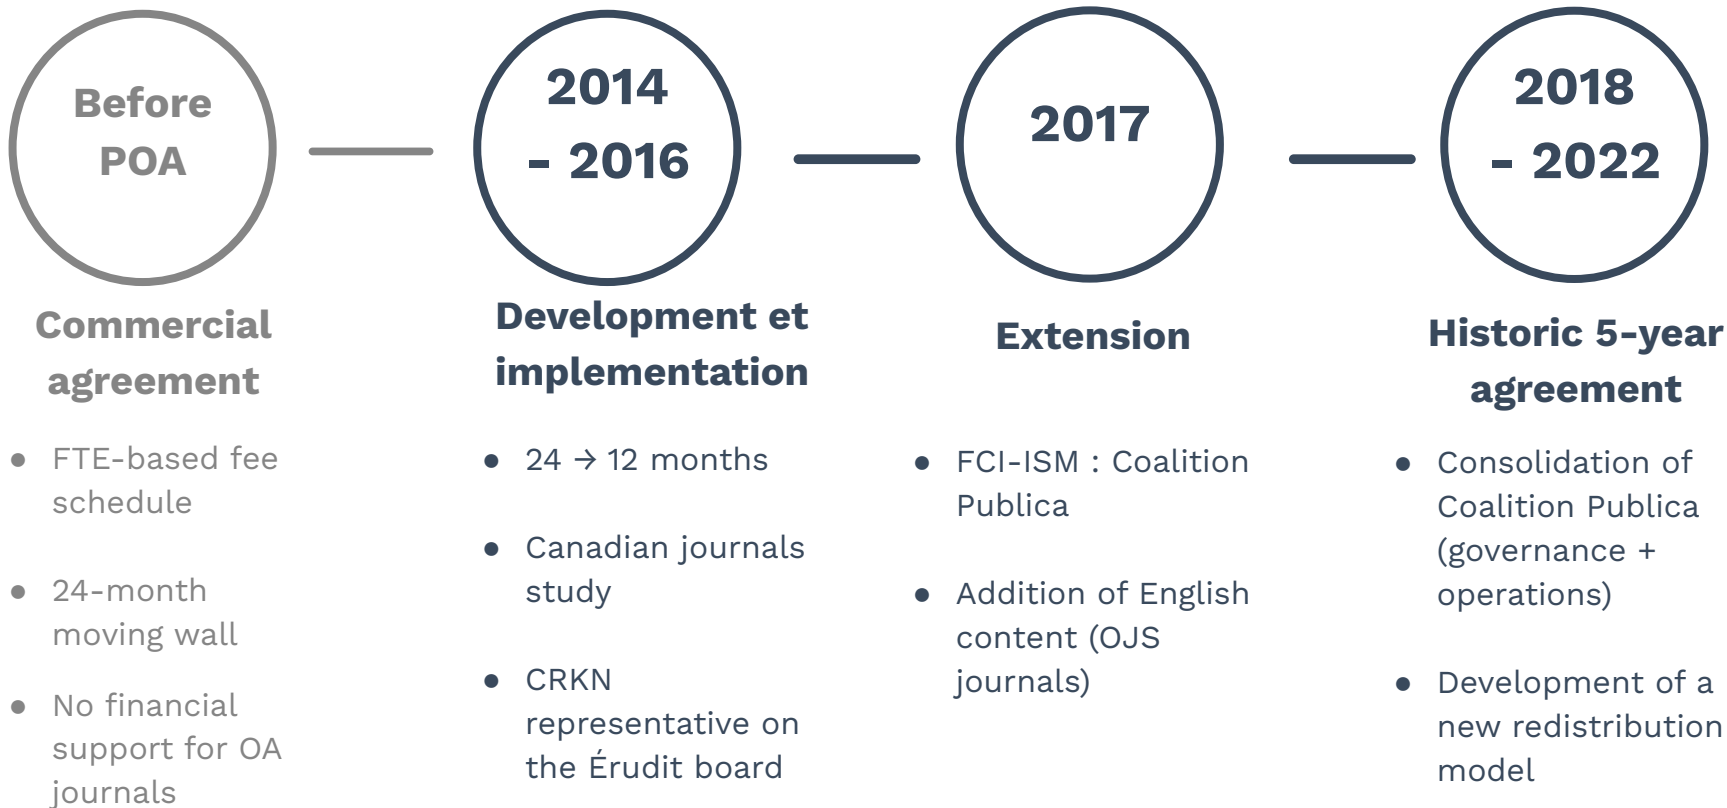 Before
POA
Commercial
agreement
● FTE-based fee
schedule
● 24-month
moving wall
● No financial
support for OA
journals
2014
- 2016
Development et
implementation
● 24 → 12 months
● Canadian journals
study
● CRKN
representative on
the Érudit board
2017
Extension
● FCI-ISM : Coalition
Publica
● Addition of English
content (OJS
journals)
2018
- 2022
Historic 5-year
agreement
● Consolidation of
Coalition Publica
(governance +
operations)
● Development of a
new redistribution
model